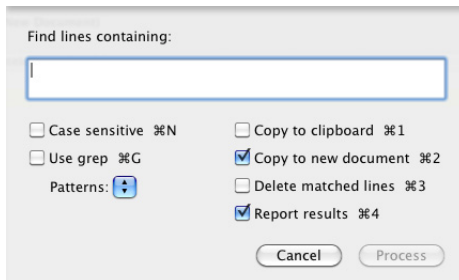 Find lines containing:
Case sensitive ⌘N
Use grep ⌘G
Patterns:
Copy to clipboard ⌘1
Copy to new document ⌘2
Delete matched lines ⌘3
Report results ⌘4
Cancel
Process